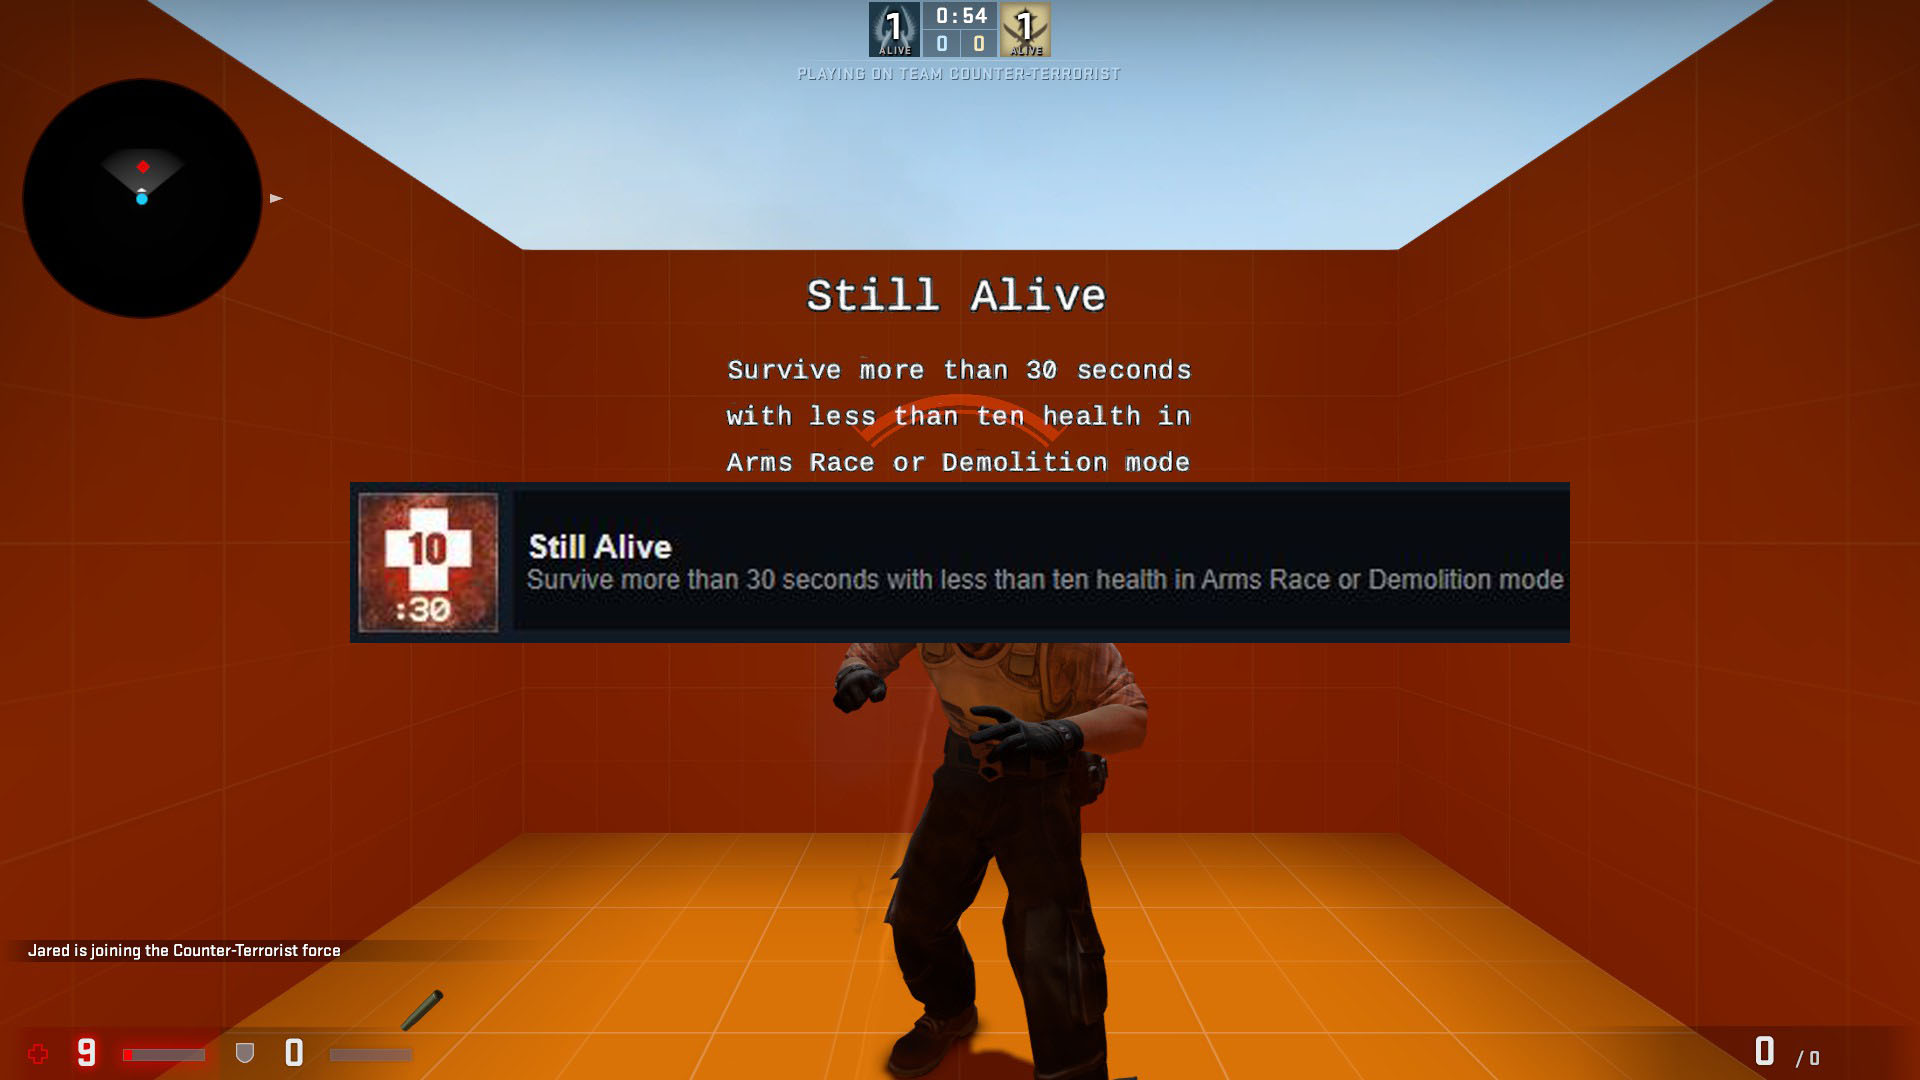 1
ALIVE
0:54
0 0
1
ALIVE
PLAYING ON TEAM COUNTER-TERRORIST
Still Alive
Survive more than 30 seconds
with less than ten health in
Arms Race or Demolition mode
10
:30
Still Alive
Survive more than 30 seconds with less than ten health in Arms Race or Demolition mode
Jared is joining the Counter-Terrorist force
9 0
0 / 0